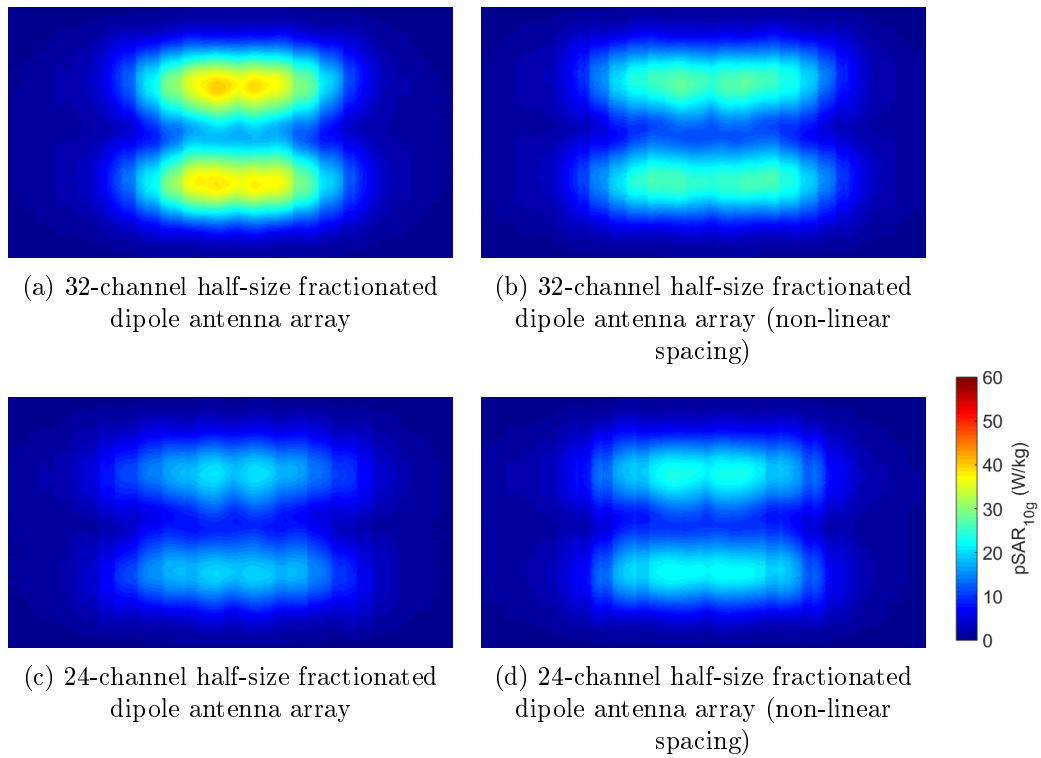 (a) 32-channel half-size fractionated
dipole antenna array
(b) 32-channel half-size fractionated
dipole antenna array (non-linear
spacing)
(c) 24-channel half-size fractionated
dipole antenna array
(d) 24-channel half-size fractionated
dipole antenna array (non-linear
spacing)
60
50
40
30
20
10
0
pSAR10g (W/kg)